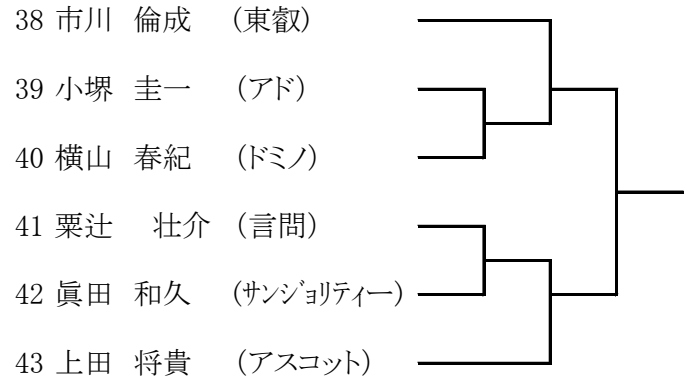 38 市川 倫成 （東叡）
39 小堺 圭一 （アド）
40 横山 春紀 （ドミノ）
41 粟辻 壮介 （言問）
42 眞田 和久 （サンジョリティー）
43 上田 将貴 （アスコット）